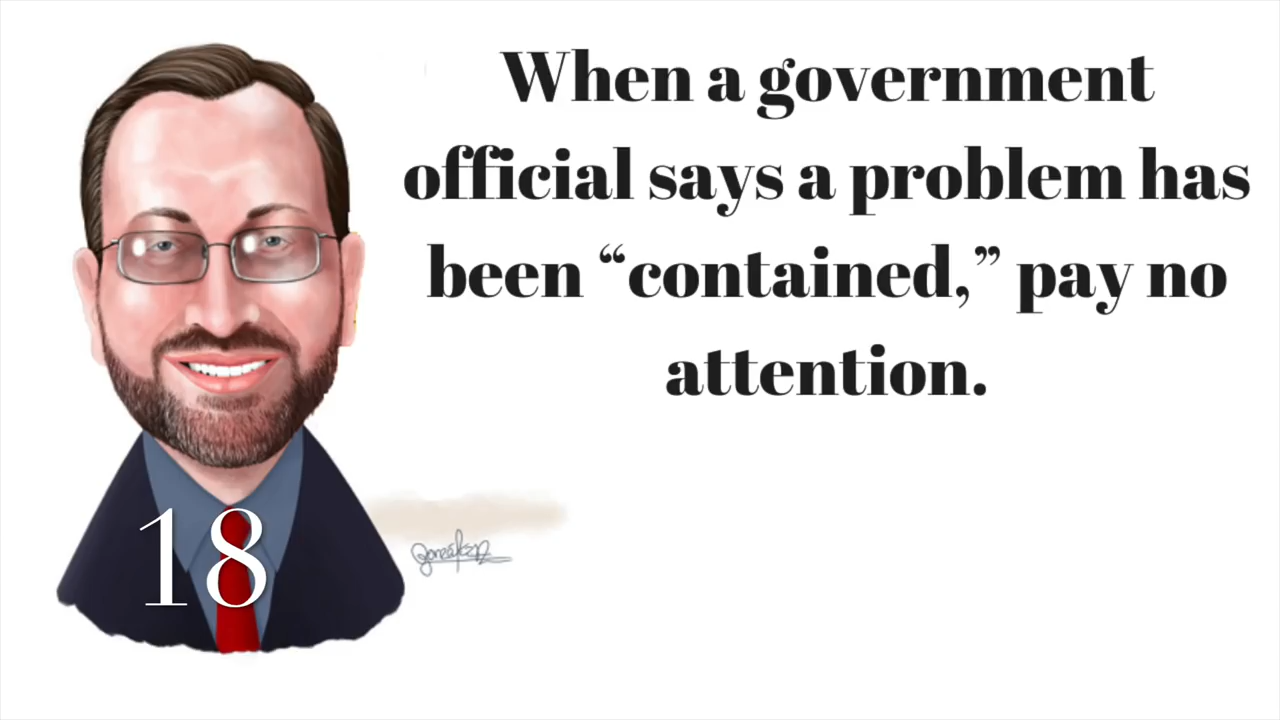 When a government
official says a problem has
been “contained,” pay no
attention.
18